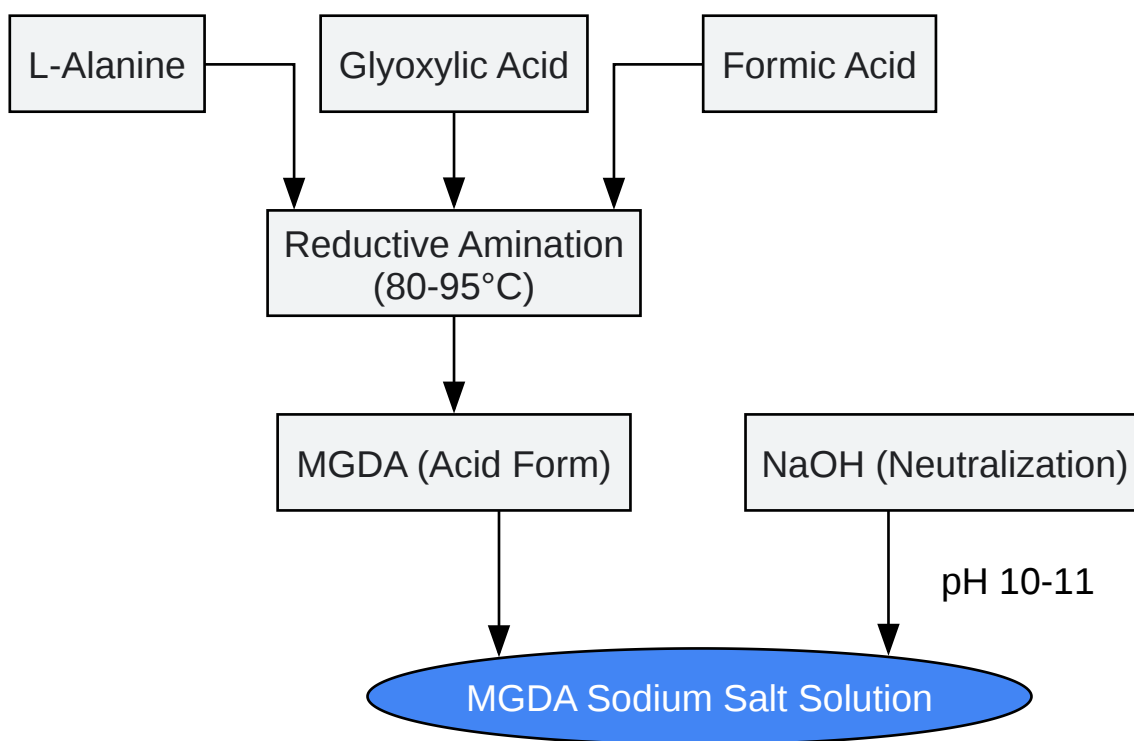 L-Alanine
Glyoxylic Acid
Formic Acid
Reductive Amination
(80-95°C)
MGDA (Acid Form)
NaOH (Neutralization)
pH 10-11
MGDA Sodium Salt Solution